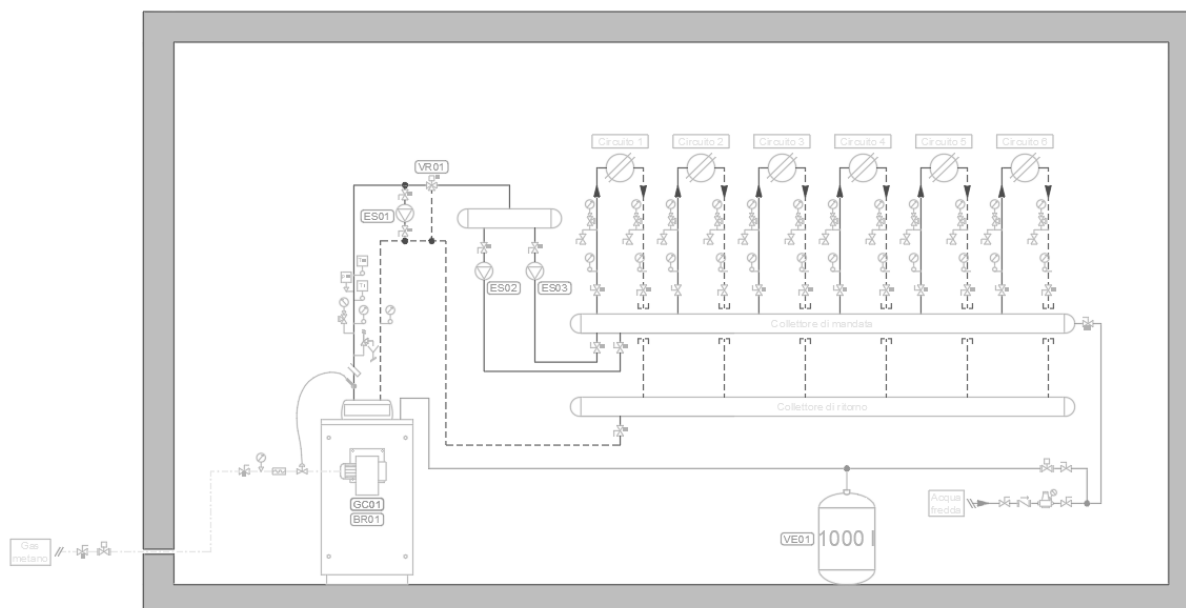 Circuito 1
Circuito 2
Circuito 3
Circuito 4
Circuito 5
Circuito 6
VR01
ES01
ES02
ES03
Collettore di mandata
Collettore di ritorno
GC01
BR01
Acqua
fredda
VE01
1000 l
Gas
metano